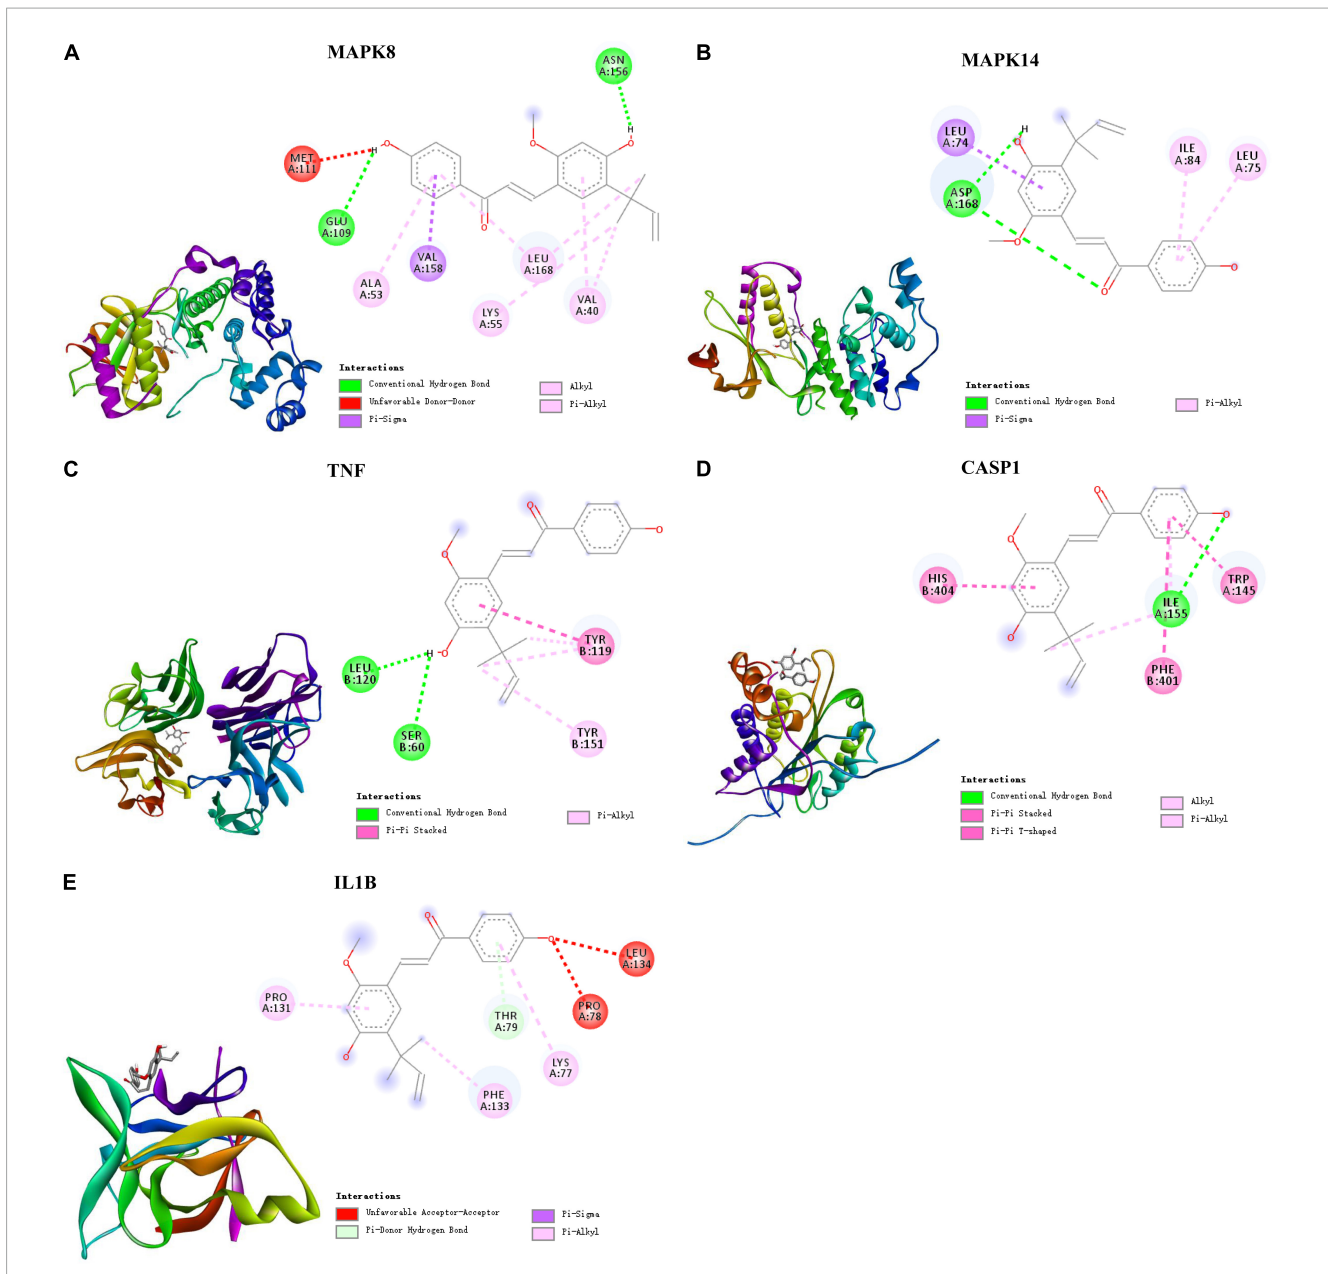 A
MAPK8
ASN
A:156
MET
A:111
GLU
A:109
ALA
A:53
VAL
A:158
LYS
A:55
LEU
A:168
VAL
A:40
H
O
O
O
O
H
Interactions
Conventional Hydrogen Bond
Unfavorable Donor-Donor
Pi-Sigma
Alkyl
Pi-Alkyl
B
MAPK14
LEU
A:74
ASP
A:168
ILE
A:84
LEU
A:75
H
O
O
O
O
Interactions
Conventional Hydrogen Bond
Pi-Sigma
Pi-Alkyl
C
TNF
LEU
B:120
SER
B:60
TYR
B:119
TYR
B:151
O
O
O
H
O
Interactions
Conventional Hydrogen Bond
Pi-Pi Stacked
Pi-Alkyl
D
CASP1
HIS
B:404
ILE
A:155
TRP
A:145
PHE
B:401
O
O
O
O
Interactions
Conventional Hydrogen Bond
Pi-Pi Stacked
Pi-Pi T-shaped
Alkyl
Pi-Alkyl
E
IL1B
PRO
A:131
THR
A:79
PRO
A:78
LEU
A:134
LYS
A:77
PHE
A:133
O
O
O
O
Interactions
Unfavorable Acceptor-Acceptor
Pi-Donor Hydrogen Bond
Pi-Sigma
Pi-Alkyl